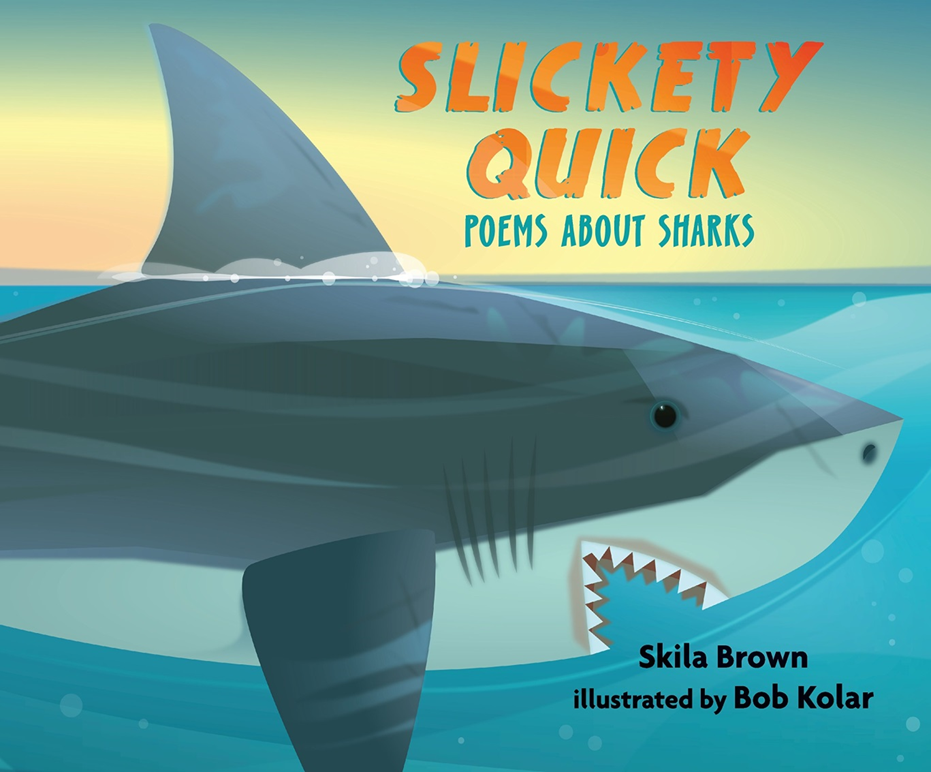 SLICKETY
QUICK
POEMS ABOUT SHARKS
Skila Brown
illustrated by Bob Kolar